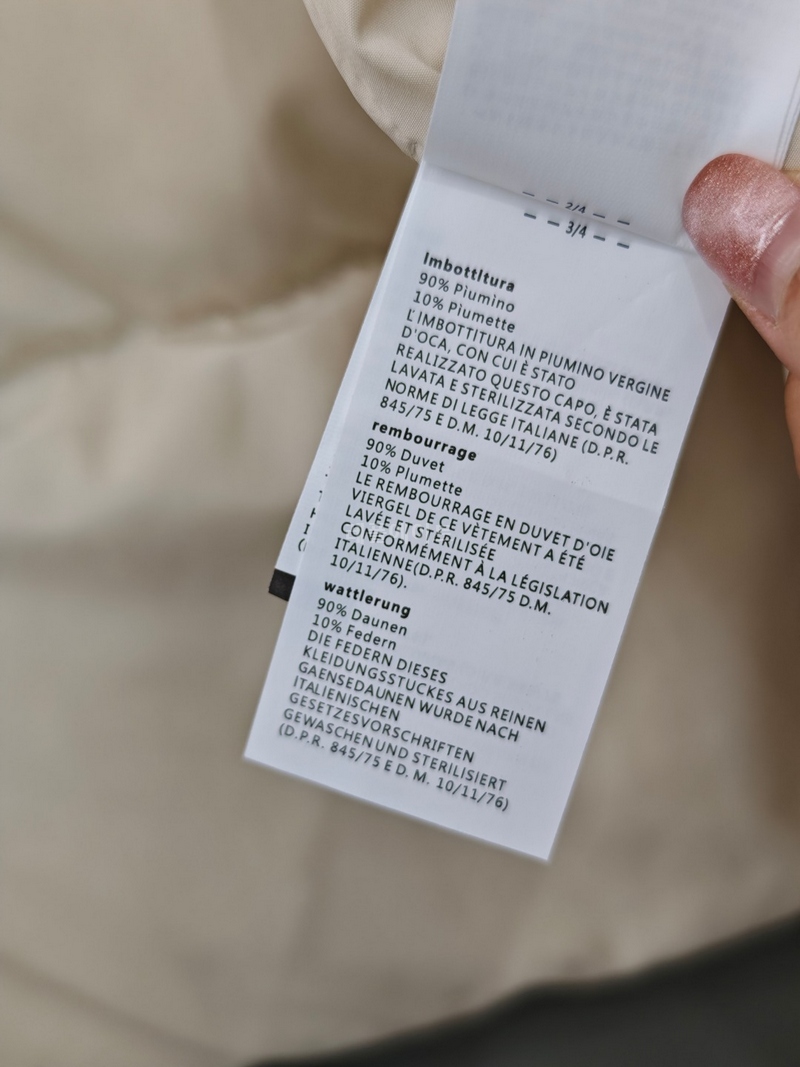 — — 2/4 — —
— — 3/4 — —
Imbottitura
90% Piumino
10% Piumette
L'IMBOTTITURA IN PIUMINO VERGINE
D'OCA, CON CUI È STATO
REALIZZATO QUESTO CAPO, È STATA
LAVATA E STERILIZZATA SECONDO LE
NORME DI LEGGE ITALIANE (D.P.R.
845/75 E D.M. 10/11/76)
rembourrage
90% Duvet
10% Plumette
LE REMBOURRAGE EN DUVET D'OIE
VIERGEL DE CE VÈTEMENT A ÉTÉ
LAVÉE ET STÉRILISÉE
CONFORMÉMENT À LA LÉGISLATION
ITALIENNE(D.P.R. 845/75 D.M.
10/11/76).
wattlerung
90% Daunen
10% Federn
DIE FEDERN DIESES
KLEIDUNGSSTUCKES AUS REINEN
GAENSEDAUNEN WURDE NACH
ITALIENISCHEN
GESETZESVORSCHRIFTEN
GEWASCHEN UND STERILISIERT
(D.P.R. 845/75 E D. M. 10/11/76)